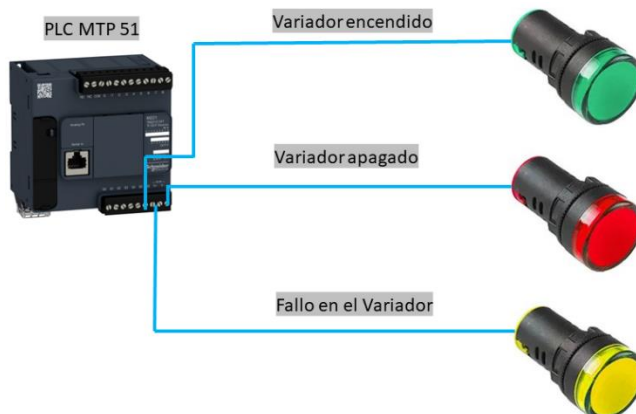 Variador encendido
PLC MTP 51
Variador apagado
Fallo en el Variador